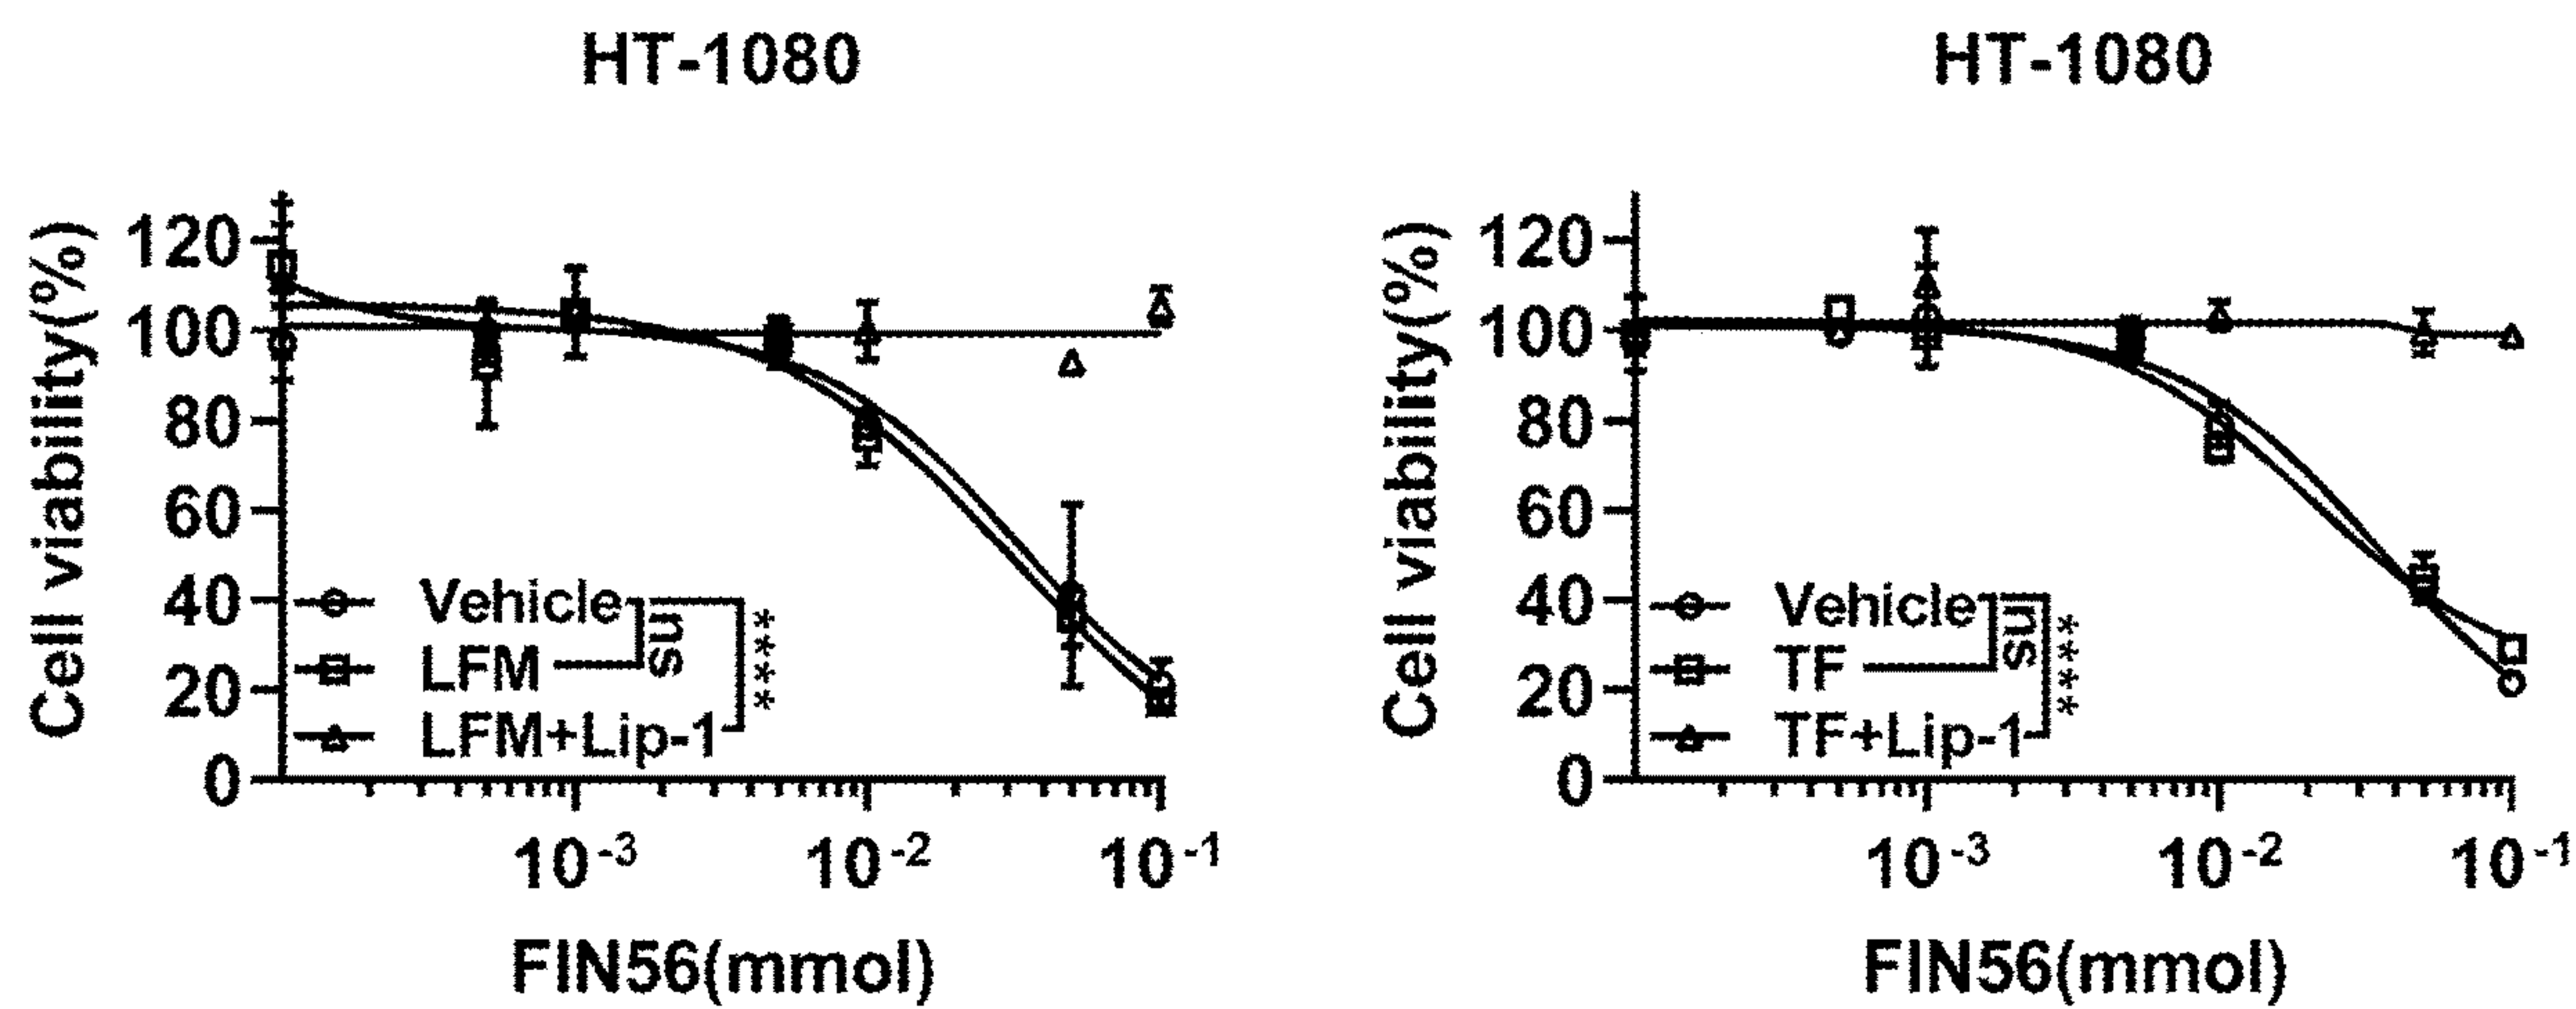 HT-1080
Cell viability(%)
120
100
80
60
40
20
0
Vehicle
LFM
LFM+Lip-1
ns
****
10-3
10-2
10-1
FIN56(mmol)
HT-1080
Cell viability(%)
120
100
80
60
40
20
0
Vehicle
TF
TF+Lip-1
ns
****
10-3
10-2
10-1
FIN56(mmol)